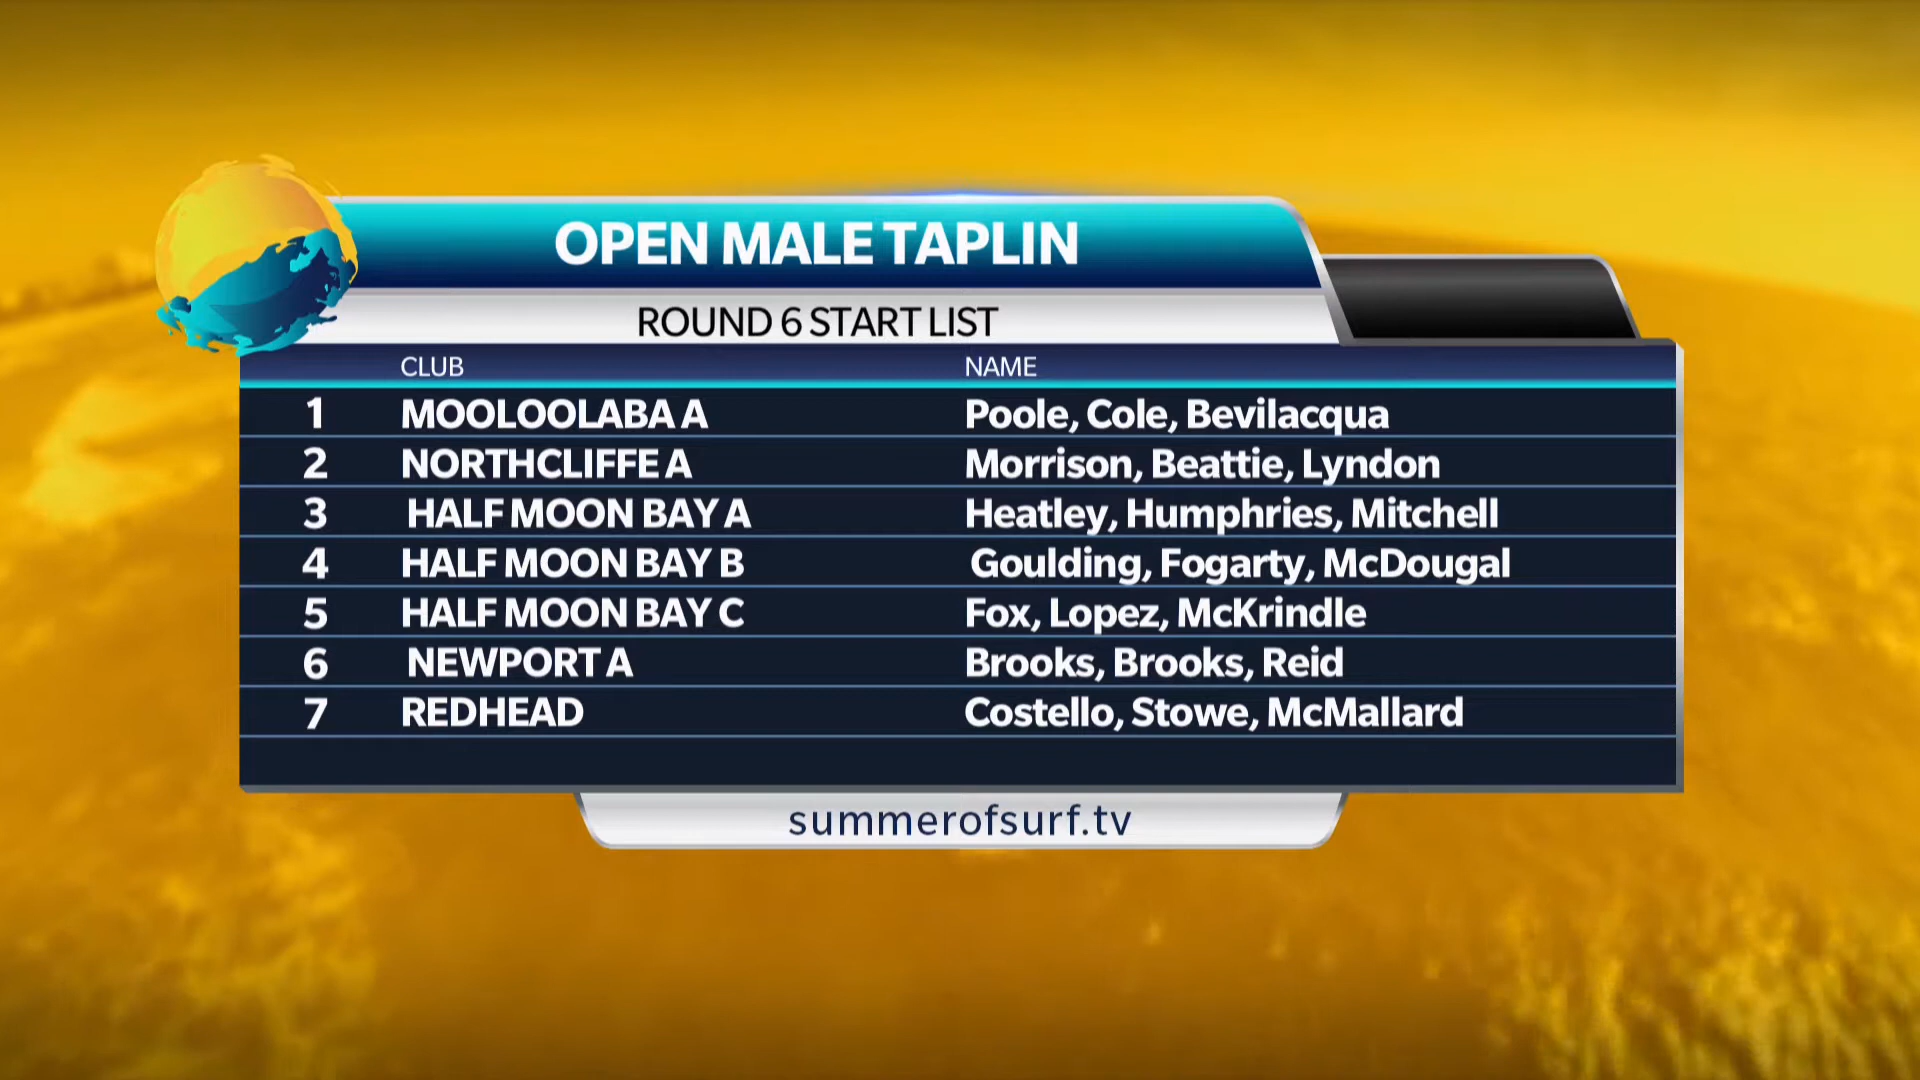 OPEN MALE TAPLIN
ROUND 6 START LIST
CLUB NAME
1 MOOLOOLABA A Poole, Cole, Bevilacqua
2 NORTHCLIFFE A Morrison, Beattie, Lyndon
3 HALF MOON BAY A Heatley, Humphries, Mitchell
4 HALF MOON BAY B Goulding, Fogarty, McDougal
5 HALF MOON BAY C Fox, Lopez, McKrindle
6 NEWPORT A Brooks, Brooks, Reid
7 REDHEAD Costello, Stowe, McMallard
summerofsurf.tv